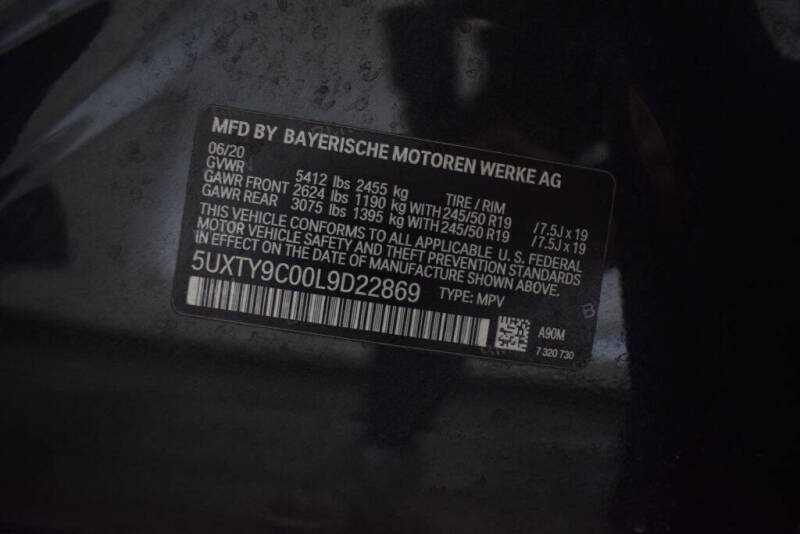 MFD BY BAYERISCHE MOTOREN WERKE AG
06/20
GVWR 5412 lbs 2455 kg TIRE / RIM
GAWR FRONT 2624 lbs 1190 kg WITH 245/50 R19 /7.5J x 19
GAWR REAR 3075 lbs 1395 kg WITH 245/50 R19 /7.5J x 19
THIS VEHICLE CONFORMS TO ALL APPLICABLE U. S. FEDERAL
MOTOR VEHICLE SAFETY AND THEFT PREVENTION STANDARDS
IN EFFECT ON THE DATE OF MANUFACTURE SHOWN ABOVE.
5UXTY9C00L9D22869 TYPE: MPV
A90M
7 320 730